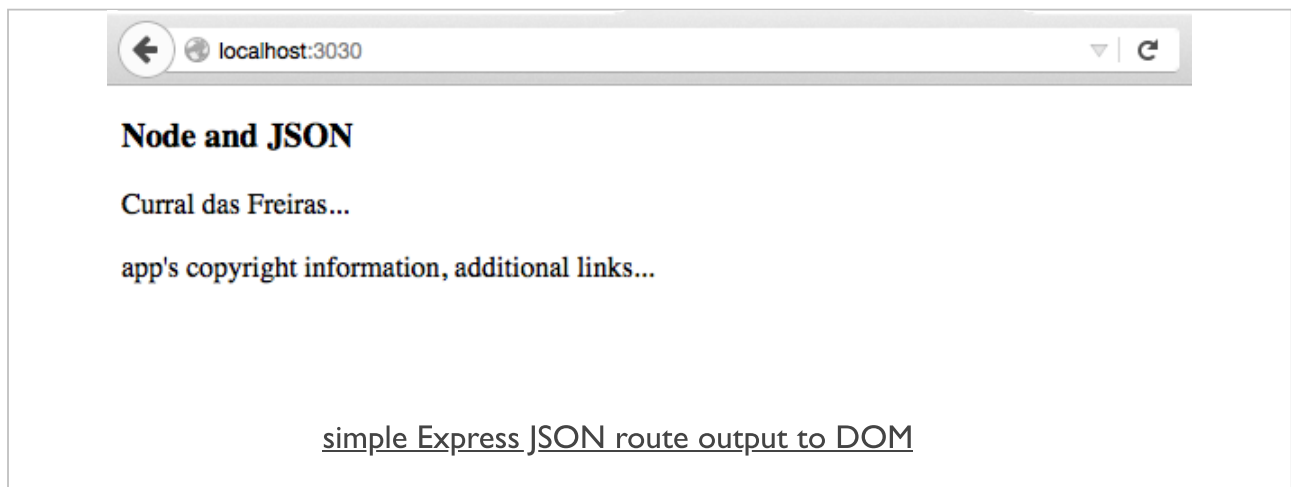 localhost:3030
Node and JSON
Curral das Freiras...
app's copyright information, additional links...
simple Express JSON route output to DOM